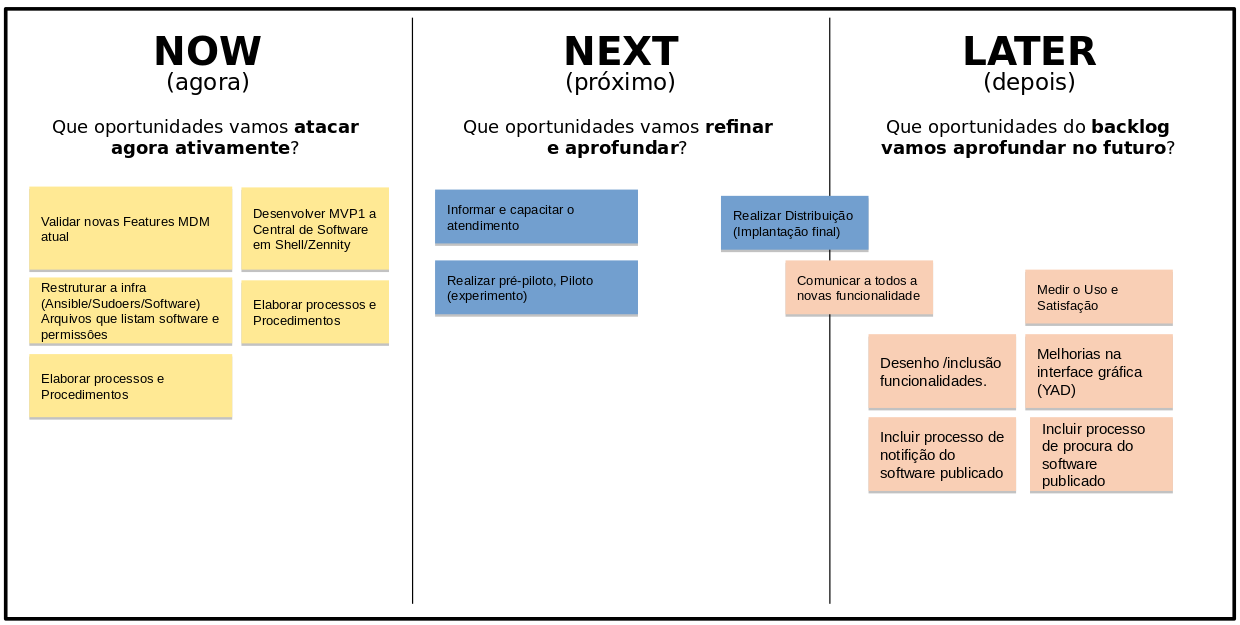 NOW
(agora)
Que oportunidades vamos atacar
agora ativamente?
Validar novas Features MDM
atual
Desenvolver MVP1 a
Central de Software
em Shell/Zennity
Restruturar a infra
(Ansible/Sudoers/Software)
Arquivos que listam software e
permissões
Elaborar processos e
Procedimentos
Elaborar processos e
Procedimentos
NEXT
(próximo)
Que oportunidades vamos refinar
e aprofundar?
Informar e capacitar o
atendimento
Realizar Distribuição
(Implantação final)
Realizar pré-piloto, Piloto
(experimento)
Comunicar a todos a
novas funcionalidade
LATER
(depois)
Que oportunidades do backlog
vamos aprofundar no futuro?
Medir o Uso e
Satisfação
Desenho /inclusão
funcionalidades.
Melhorias na
interface gráfica
(YAD)
Incluir processo de
notifição do
software publicado
Incluir processo
de procura do
software
publicado